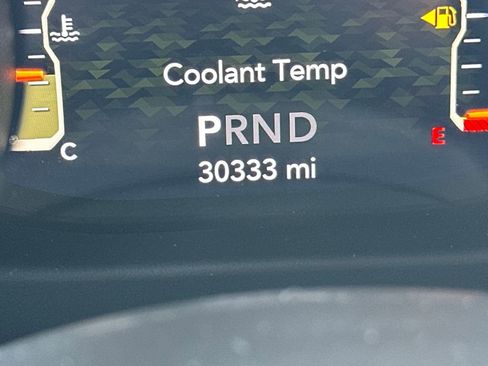 Coolant Temp
PRND
30333 mi
C
E